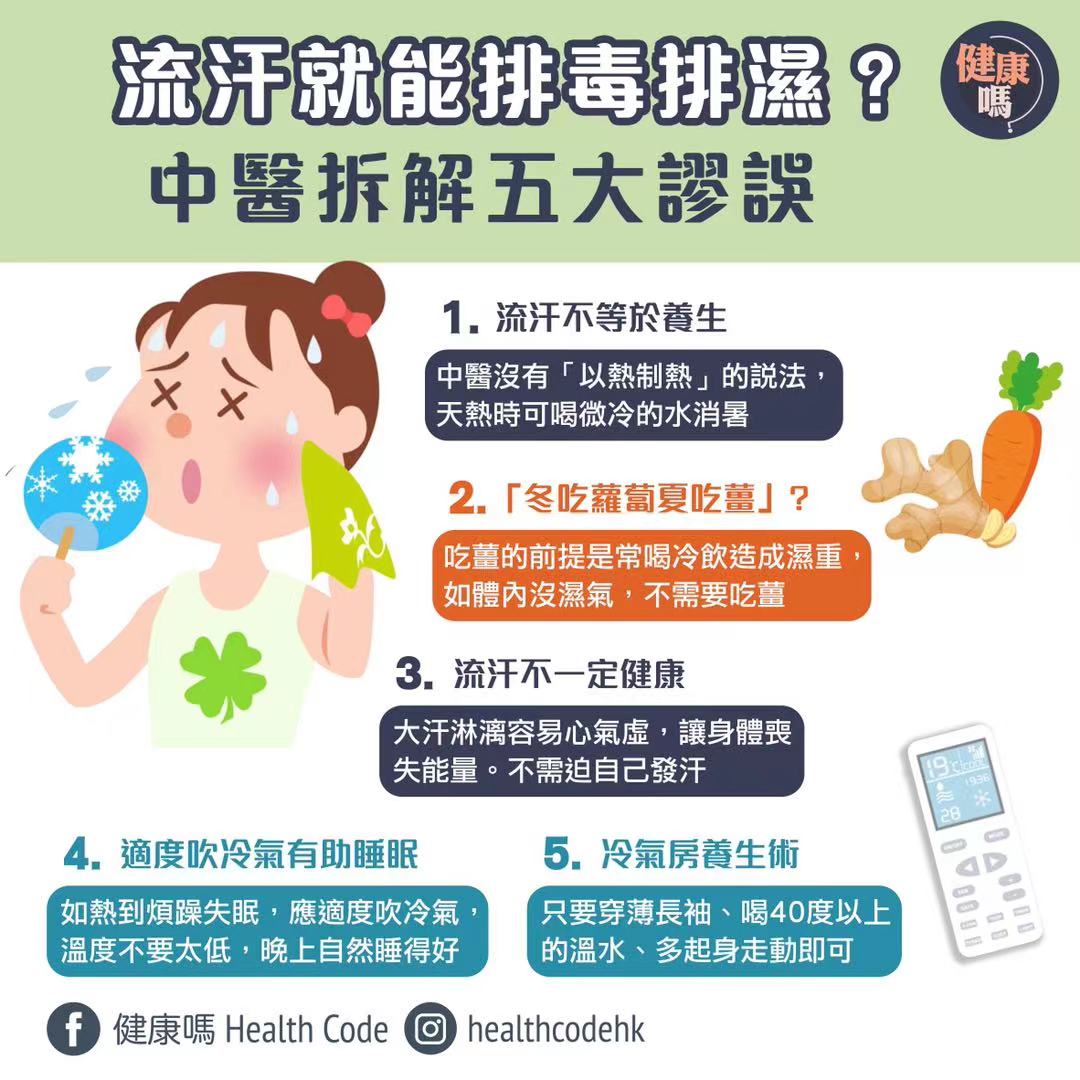 流汗就能排毒排濕？
健康
嗎?
中醫拆解五大謬誤
1. 流汗不等於養生
中醫沒有「以熱制熱」的說法，
天熱時可喝微冷的水消暑
2.「冬吃蘿蔔夏吃薑」?
吃薑的前提是常喝冷飲造成濕重，
如體內沒濕氣，不需要吃薑
3. 流汗不一定健康
大汗淋漓容易心氣虛，讓身體喪
失能量。不需迫自己發汗
19°C COOL
1936
28
ON/OFF
MODE
4. 適度吹冷氣有助睡眠
如熱到煩躁失眠，應適度吹冷氣，
溫度不要太低，晚上自然睡得好
5. 冷氣房養生術
只要穿薄長袖、喝40度以上
的溫水、多起身走動即可
健康嗎 Health Code
healthcodehk